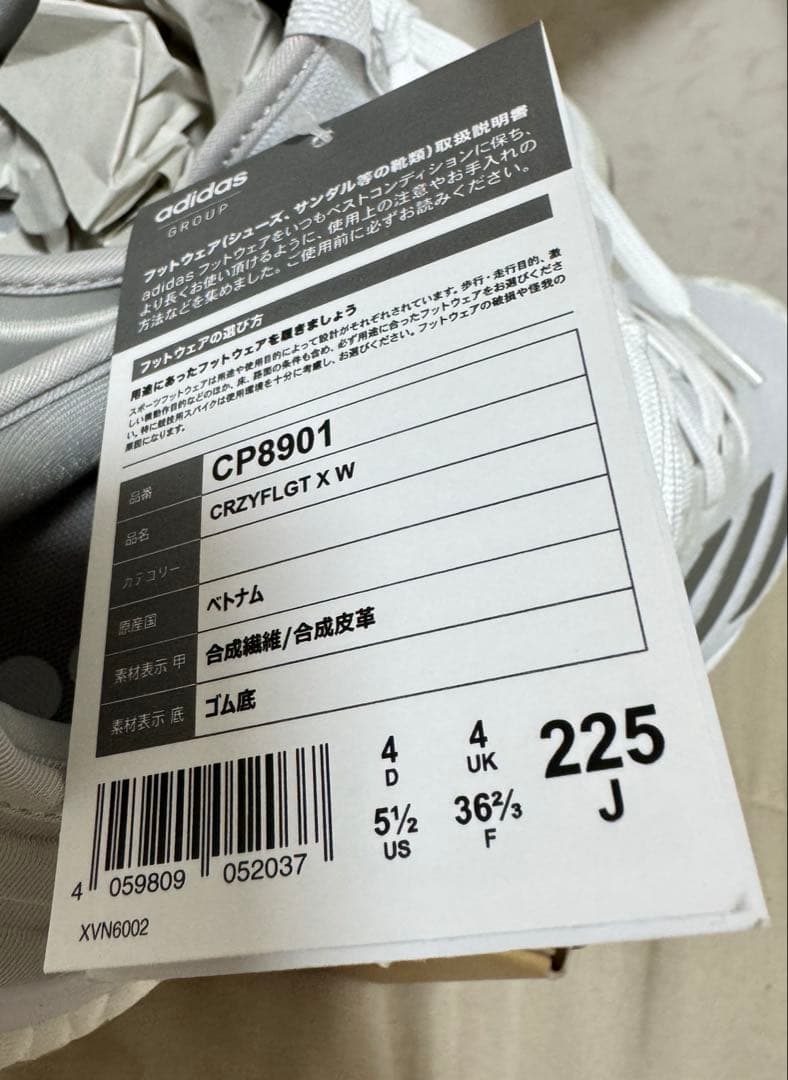 adidas
GROUP
フットウェア(シューズ、サンダル等の靴類)取扱説明書
adidas フットウェアをいつもベストコンディションに保ち、
より長くお使い頂けるように、使用上の注意やお手入れの
方法などを集めました。ご使用前に必ずお読みください。
フットウェアの選び方
用途にあったフットウェアを履きましょう
スポーツフットウェアは用途や使用目的によって設計がそれぞれされています。歩行・走行目的、激
しい機動作目的などのほか、床、路面の条件も含め、必ず用途に合ったフットウェアをお選びくださ
い。特に競技用スパイクは使用環境を十分に考慮し、お選びください。フットウェアの破損や怪我の
原因になります。
品番 CP8901
品名 CRZYFLGT X W
カテゴリー
原産国 ベトナム
素材表示 甲 合成繊維/合成皮革
素材表示 底 ゴム底
4 D 4 UK 225 J
5½ US 36⅔ F
4 059809 052037
XVN6002